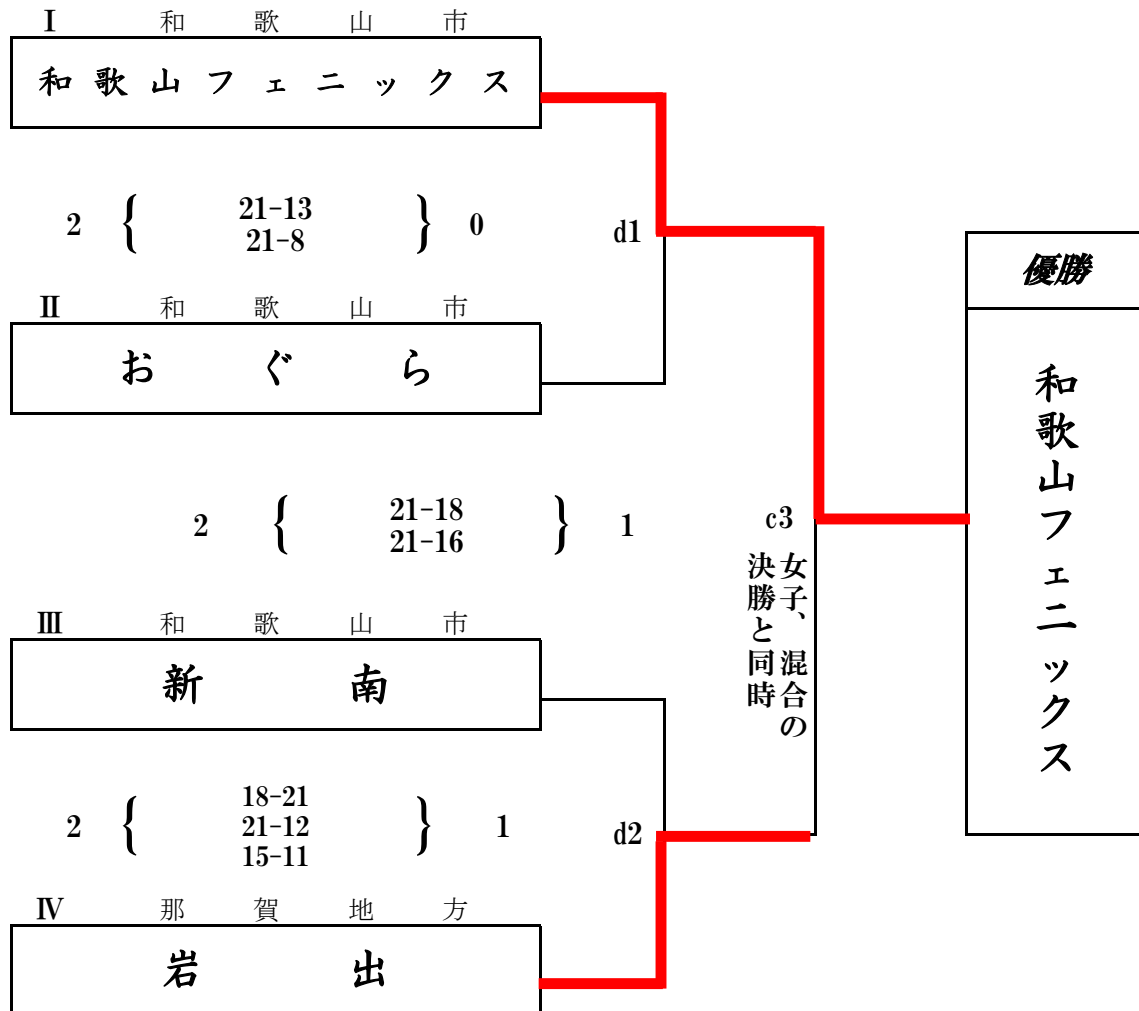 Ⅰ 和歌山市
和歌山フェニックス
2 { 21-13 } 0
21-8
d1
Ⅱ 和歌山市
おぐら
2 { 21-18 } 1
21-16
c3
女子、混合の
決勝と同時
Ⅲ 和歌山市
新南
2 { 18-21 } 1
21-12
15-11
d2
Ⅳ 那賀地方
岩出
優勝
和歌山フェニックス